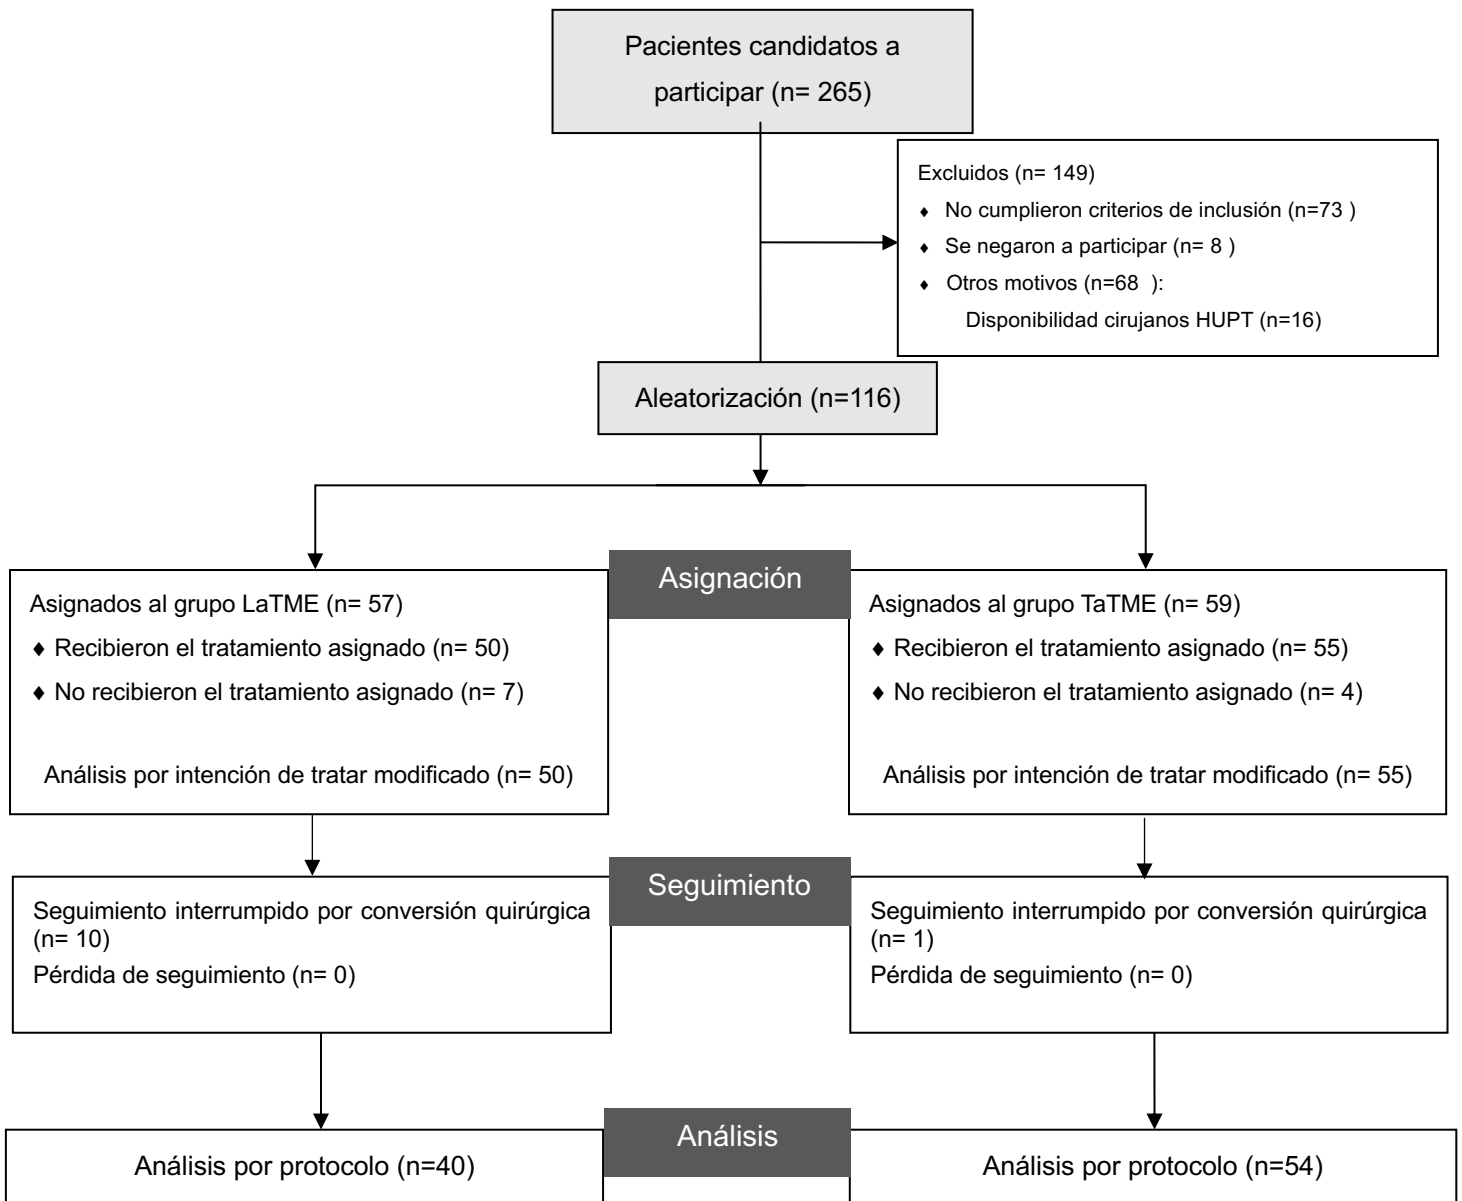 Pacientes candidatos a
participar (n= 265)
Excluidos (n= 149)
♦ No cumplieron criterios de inclusión (n=73 )
♦ Se negaron a participar (n= 8 )
♦ Otros motivos (n=68 ):
Disponibilidad cirujanos HUPT (n=16)
Aleatorización (n=116)
Asignación
Asignados al grupo LaTME (n= 57)
♦ Recibieron el tratamiento asignado (n= 50)
♦ No recibieron el tratamiento asignado (n= 7)
Análisis por intención de tratar modificado (n= 50)
Asignados al grupo TaTME (n= 59)
♦ Recibieron el tratamiento asignado (n= 55)
♦ No recibieron el tratamiento asignado (n= 4)
Análisis por intención de tratar modificado (n= 55)
Seguimiento
Seguimiento interrumpido por conversión quirúrgica
(n= 10)
Pérdida de seguimiento (n= 0)
Seguimiento interrumpido por conversión quirúrgica
(n= 1)
Pérdida de seguimiento (n= 0)
Análisis
Análisis por protocolo (n=40)
Análisis por protocolo (n=54)